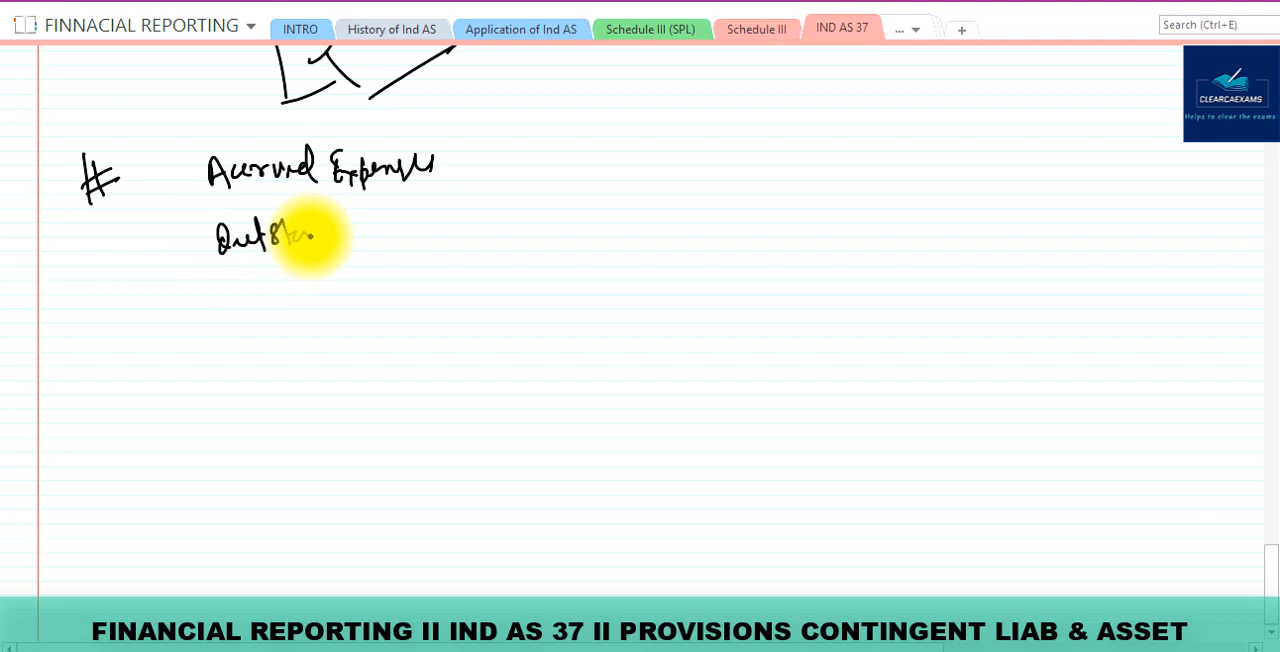 FINNACIAL REPORTING
INTRO
History of Ind AS
Application of Ind AS
Schedule III (SPL)
Schedule III
IND AS 37
...
+
Search (Ctrl+E)
CLEARCAEXAMS
Helps to clear the exams
# Accrued Expenses
Outsta
FINANCIAL REPORTING II IND AS 37 II PROVISIONS CONTINGENT LIAB & ASSET